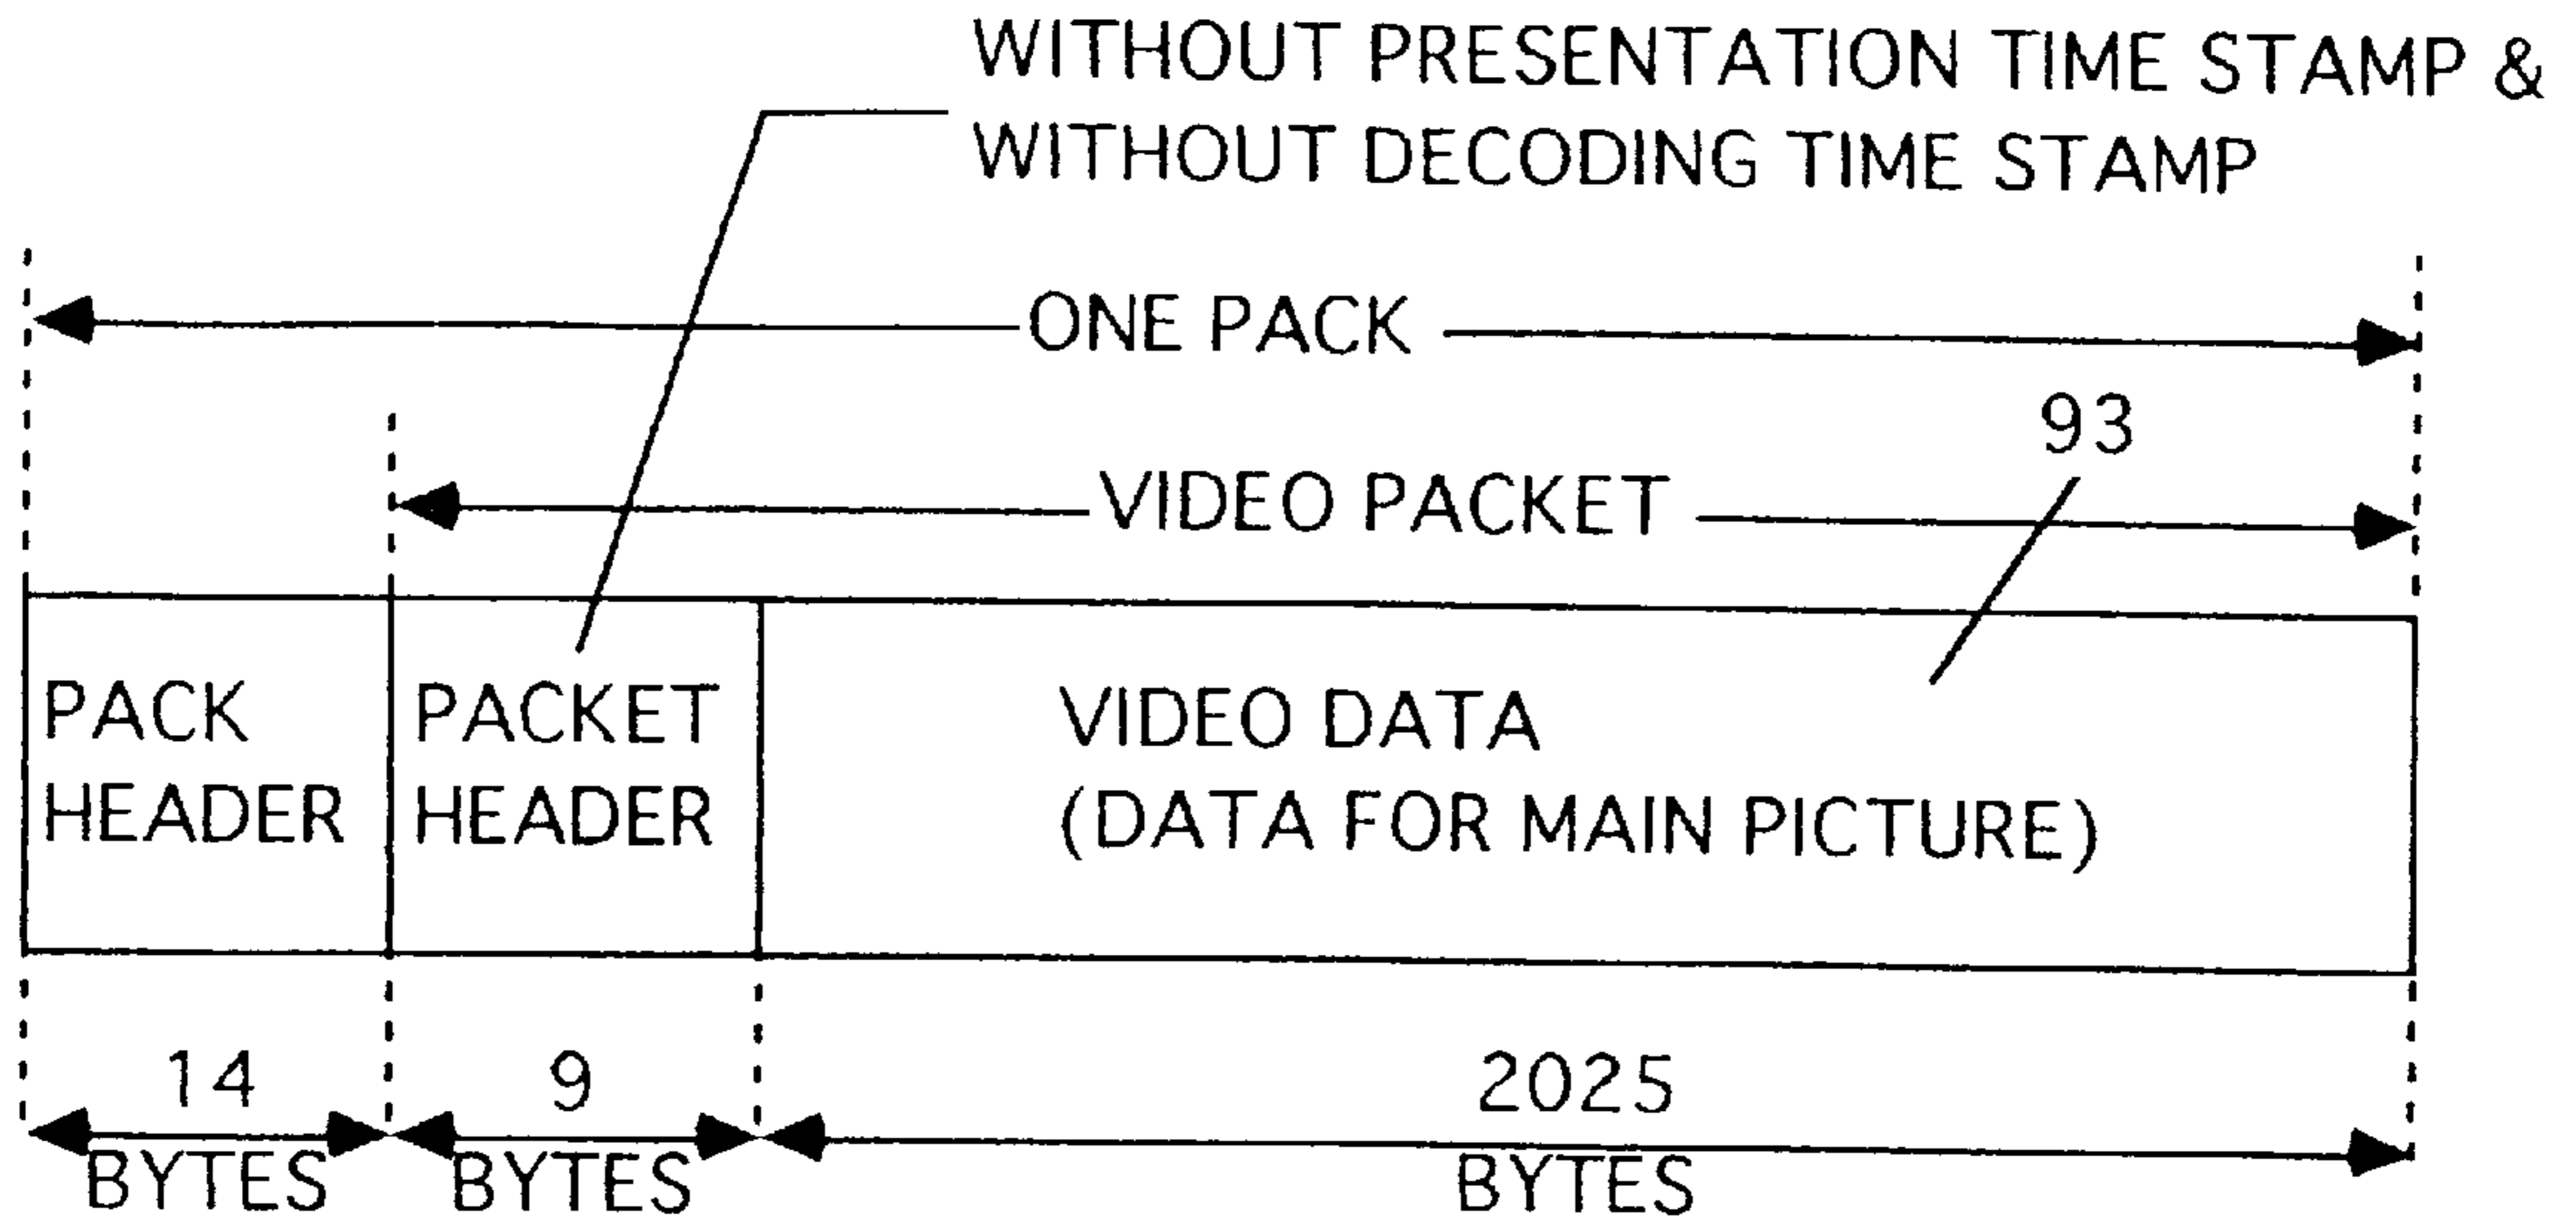 WITHOUT PRESENTATION TIME STAMP &
WITHOUT DECODING TIME STAMP
ONE PACK
93
VIDEO PACKET
PACK
HEADER
PACKET
HEADER
VIDEO DATA
(DATA FOR MAIN PICTURE)
14
BYTES
9
BYTES
2025
BYTES